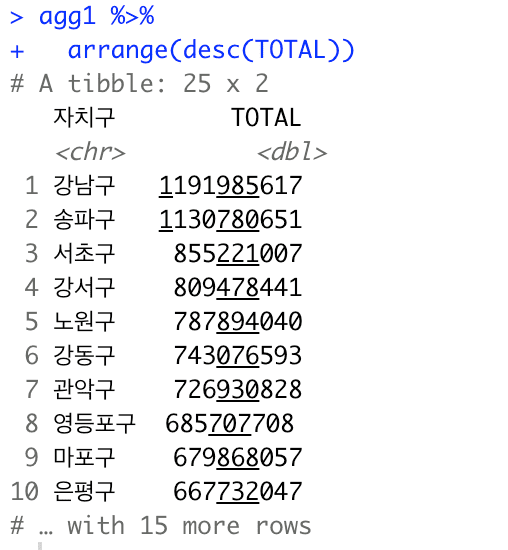 > agg1 %>%
+   arrange(desc(TOTAL))
# A tibble: 25 x 2
   자치구        TOTAL
   <chr>         <dbl>
 1 강남구   1191985617
 2 송파구   1130780651
 3 서초구    855221007
 4 강서구    809478441
 5 노원구    787894040
 6 강동구    743076593
 7 관악구    726930828
 8 영등포구  685707708
 9 마포구    679868057
10 은평구    667732047
# … with 15 more rows